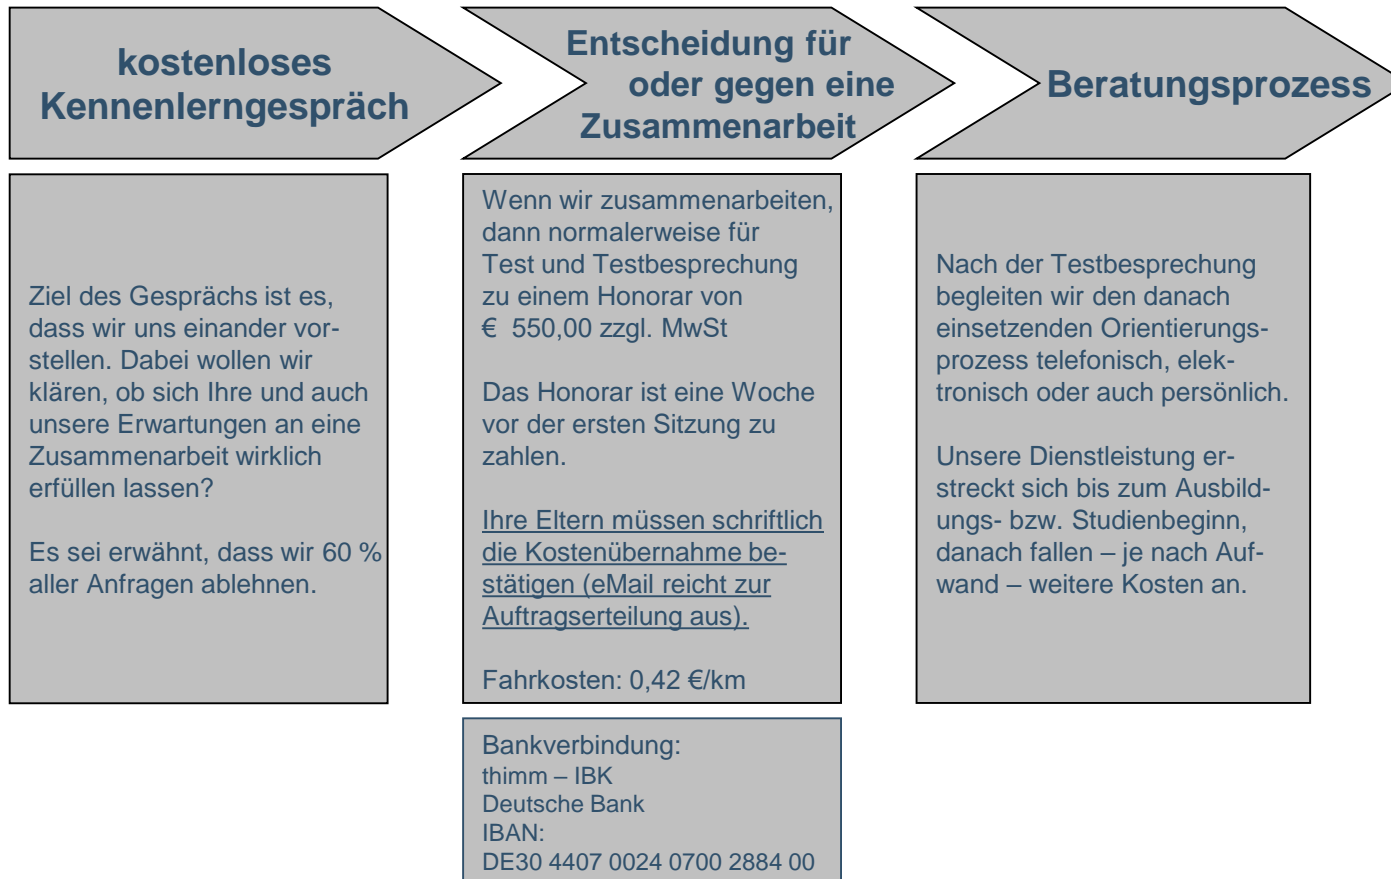 kostenloses
Kennenlerngespräch
Ziel des Gesprächs ist es,
dass wir uns einander vor-
stellen. Dabei wollen wir
klären, ob sich Ihre und auch
unsere Erwartungen an eine
Zusammenarbeit wirklich
erfüllen lassen?
Es sei erwähnt, dass wir 60 %
aller Anfragen ablehnen.
Entscheidung für
oder gegen eine
Zusammenarbeit
Wenn wir zusammenarbeiten,
dann normalerweise für
Test und Testbesprechung
zu einem Honorar von
€ 550,00 zzgl. MwSt
Das Honorar ist eine Woche
vor der ersten Sitzung zu
zahlen.
Ihre Eltern müssen schriftlich
die Kostenübernahme be-
stätigen (eMail reicht zur
Auftragserteilung aus).
Fahrkosten: 0,42 €/km
Bankverbindung:
thimm – IBK
Deutsche Bank
IBAN:
DE30 4407 0024 0700 2884 00
Beratungsprozess
Nach der Testbesprechung
begleiten wir den danach
einsetzenden Orientierungs-
prozess telefonisch, elek-
tronisch oder auch persönlich.
Unsere Dienstleistung er-
streckt sich bis zum Ausbild-
ungs- bzw. Studienbeginn,
danach fallen – je nach Auf-
wand – weitere Kosten an.